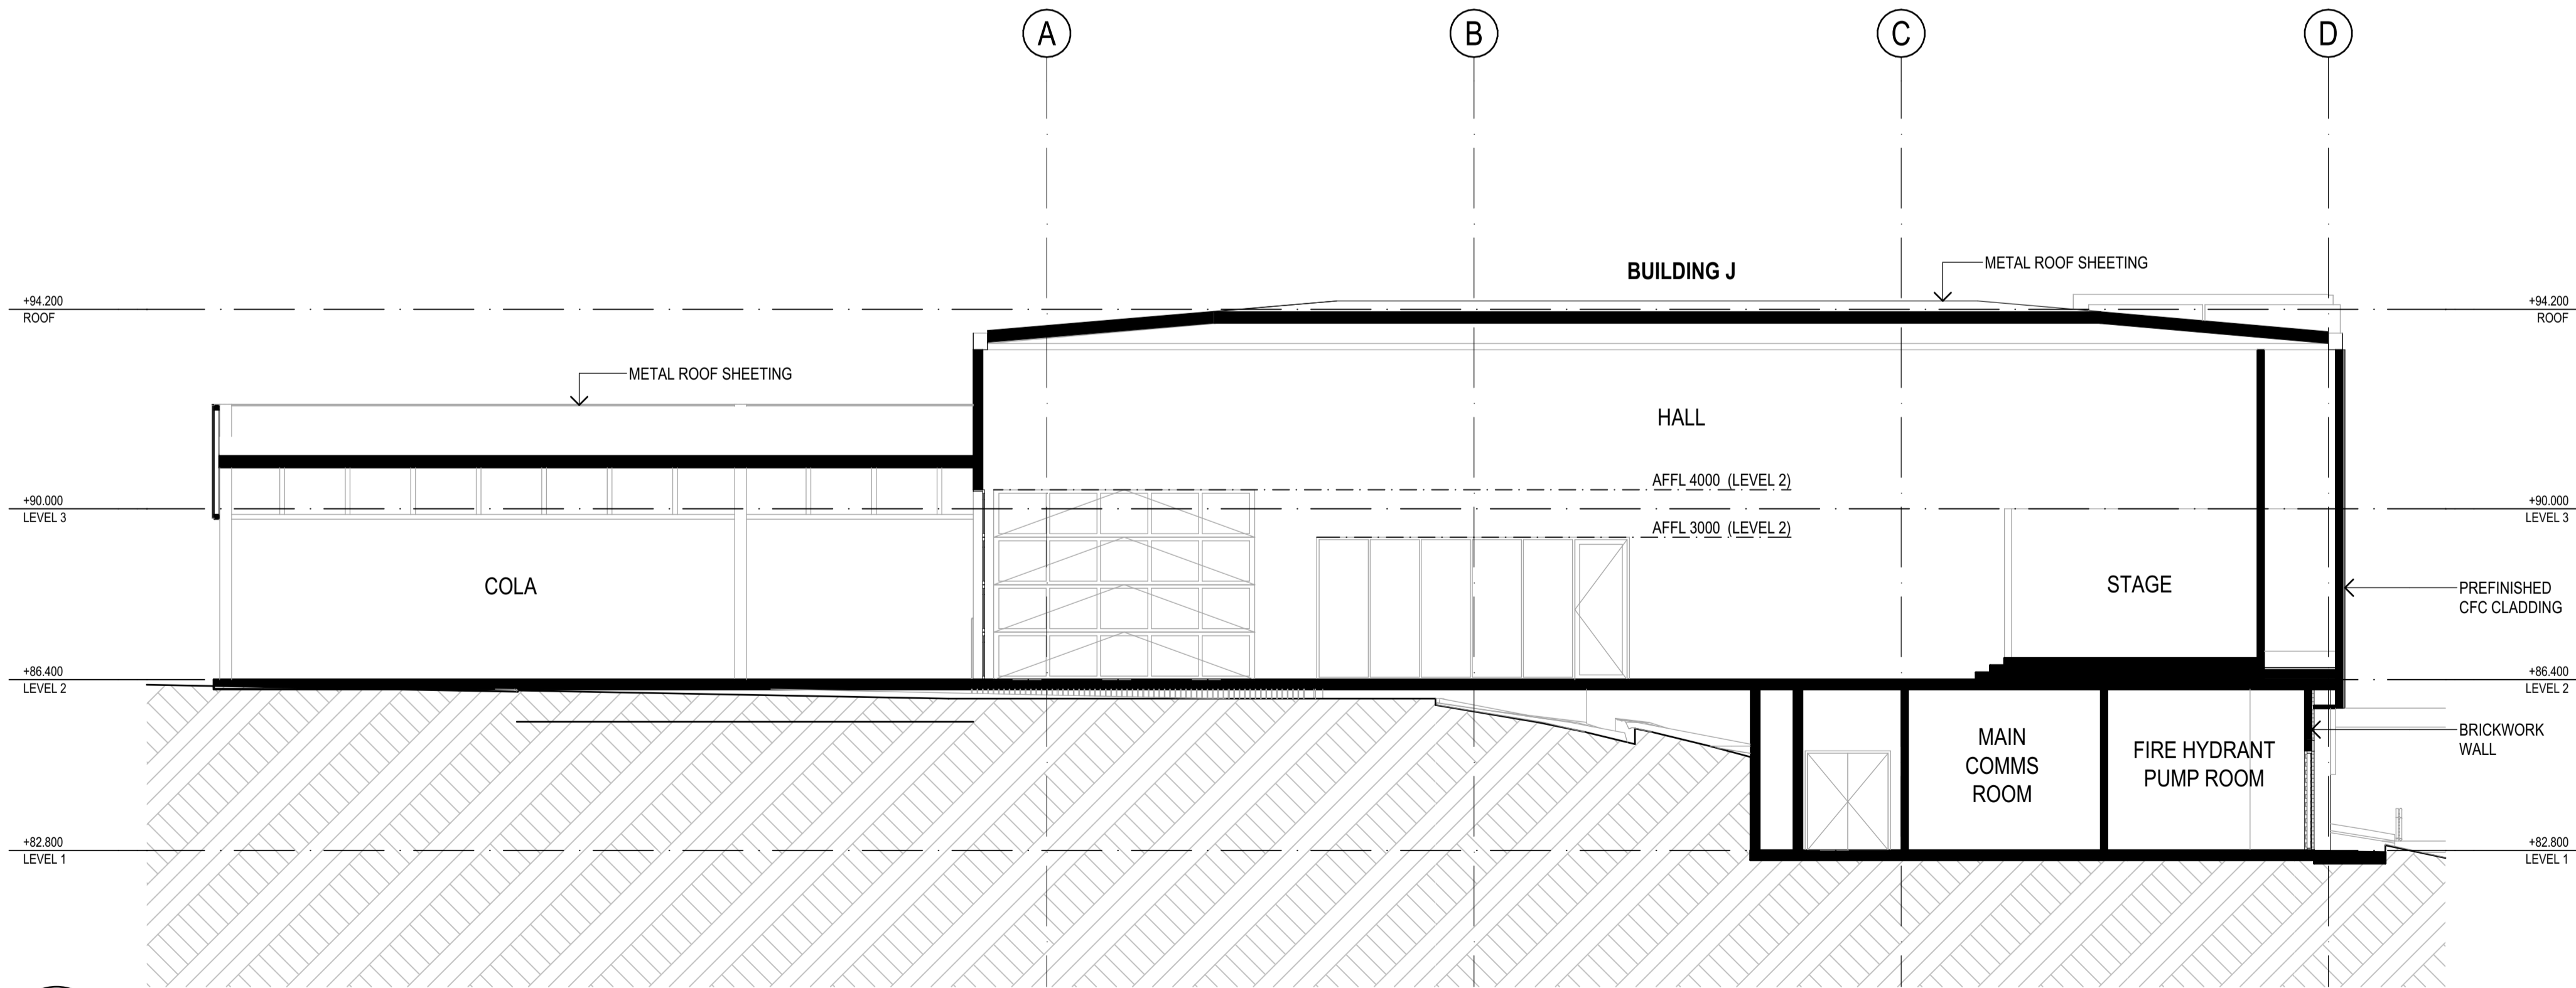 A
B
C
D
BUILDING J
METAL ROOF SHEETING
+94.200
ROOF
+94.200
ROOF
METAL ROOF SHEETING
HALL
AFFL 4000 (LEVEL 2)
+90.000
LEVEL 3
+90.000
LEVEL 3
AFFL 3000 (LEVEL 2)
COLA
STAGE
PREFINISHED
CFC CLADDING
+86.400
LEVEL 2
+86.400
LEVEL 2
MAIN
COMMS
ROOM
FIRE HYDRANT
PUMP ROOM
BRICKWORK
WALL
+82.800
LEVEL 1
+82.800
LEVEL 1